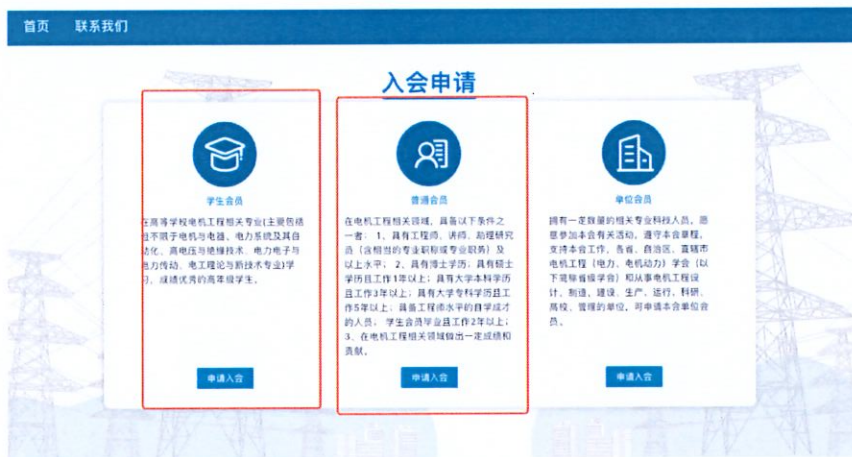 首页 联系我们
入会申请
学生会员
在高等学校电机工程相关专业(主要包括
但不限于电机与电器、电力系统及其自
动化、高电压与绝缘技术、电力电子与
电力传动、电工理论与新技术专业)学
习、成绩优秀的高年级学生。
申请入会
普通会员
在电机工程相关领域，具备以下条件之
一者： 1、具有工程师、讲师、助理研究
员（含相当的专业职称或专业职务）及
以上水平； 2、具有博士学历；具有硕士
学历且工作1年以上；具有大学本科学历
且工作3年以上；具有大学专科学历且工
作5年以上；具备工程师水平的自学成才
的人员； 学生会员毕业且工作2年以上；
3、在电机工程相关领域做出一定成绩和
贡献。
申请入会
单位会员
拥有一定数量的相关专业科技人员，愿
意参加本会有关活动，遵守本会章程，
支持本会工作，各省、自治区、直辖市
电机工程（电力、电机动力）学会（以
下简称省级学会）和从事电机工程设
计、制造、建设、生产、运行、科研、
高校、管理的单位，可申请本会单位会
员。
申请入会